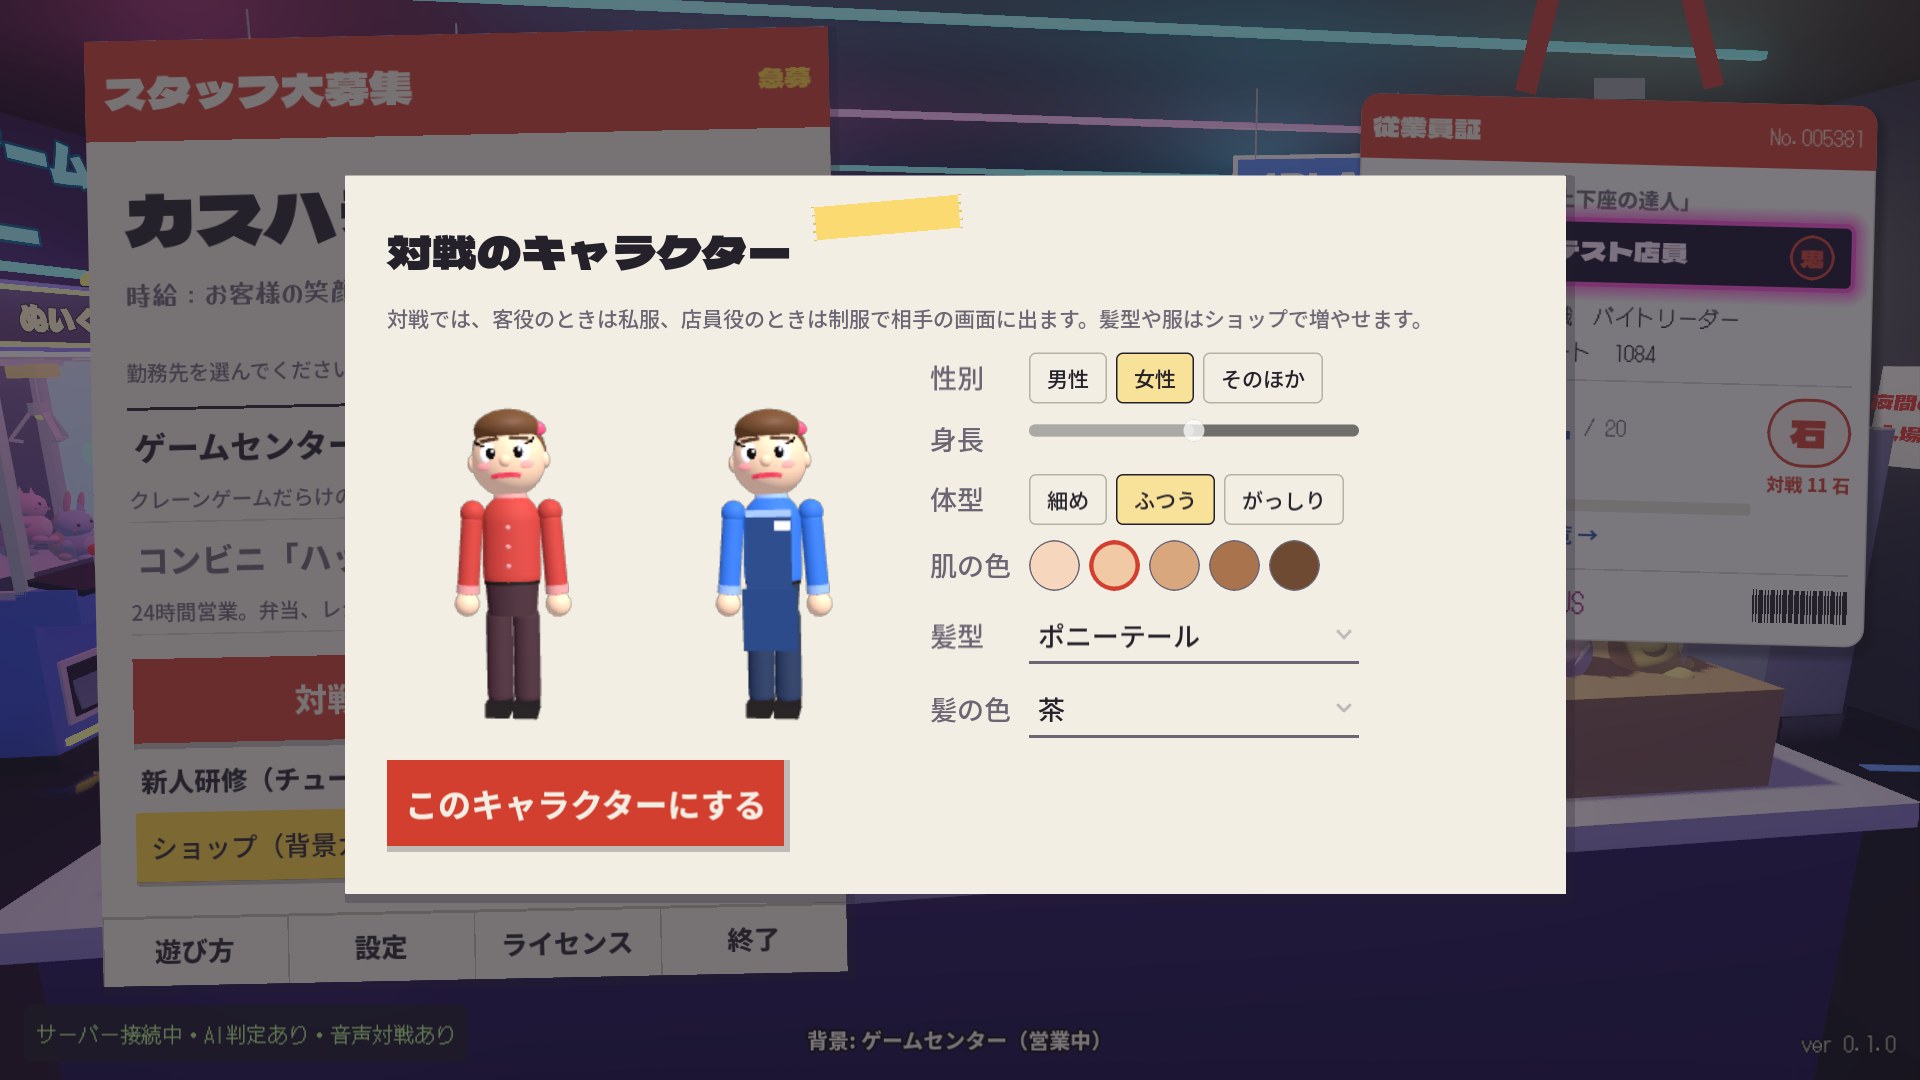 スタッフ大募集
急募
カスハ
時給：お客様の笑
勤務先を選んでください
ゲームセンター
クレーンゲームだらけの
コンビニ「ハッ
24時間営業。弁当、レ
対戦
新人研修（チュー
ショップ（背景
遊び方
設定
ライセンス
終了
ーム
ぬいぐ
従業員証
No. 005381
下座の達人」
テスト店員
鬼
バイトリーダー
ート 1084
/ 20
石
対戦 11 石
夜間
対戦のキャラクター
対戦では、客役のときは私服、店員役のときは制服で相手の画面に出ます。髪型や服はショップで増やせます。
性別
男性
女性
そのほか
身長
体型
細め
ふつう
がっしり
肌の色
髪型
ポニーテール
髪の色
茶
このキャラクターにする
サーバー接続中・AI判定あり・音声対戦あり
背景: ゲームセンター（営業中）
ver 0.1.0